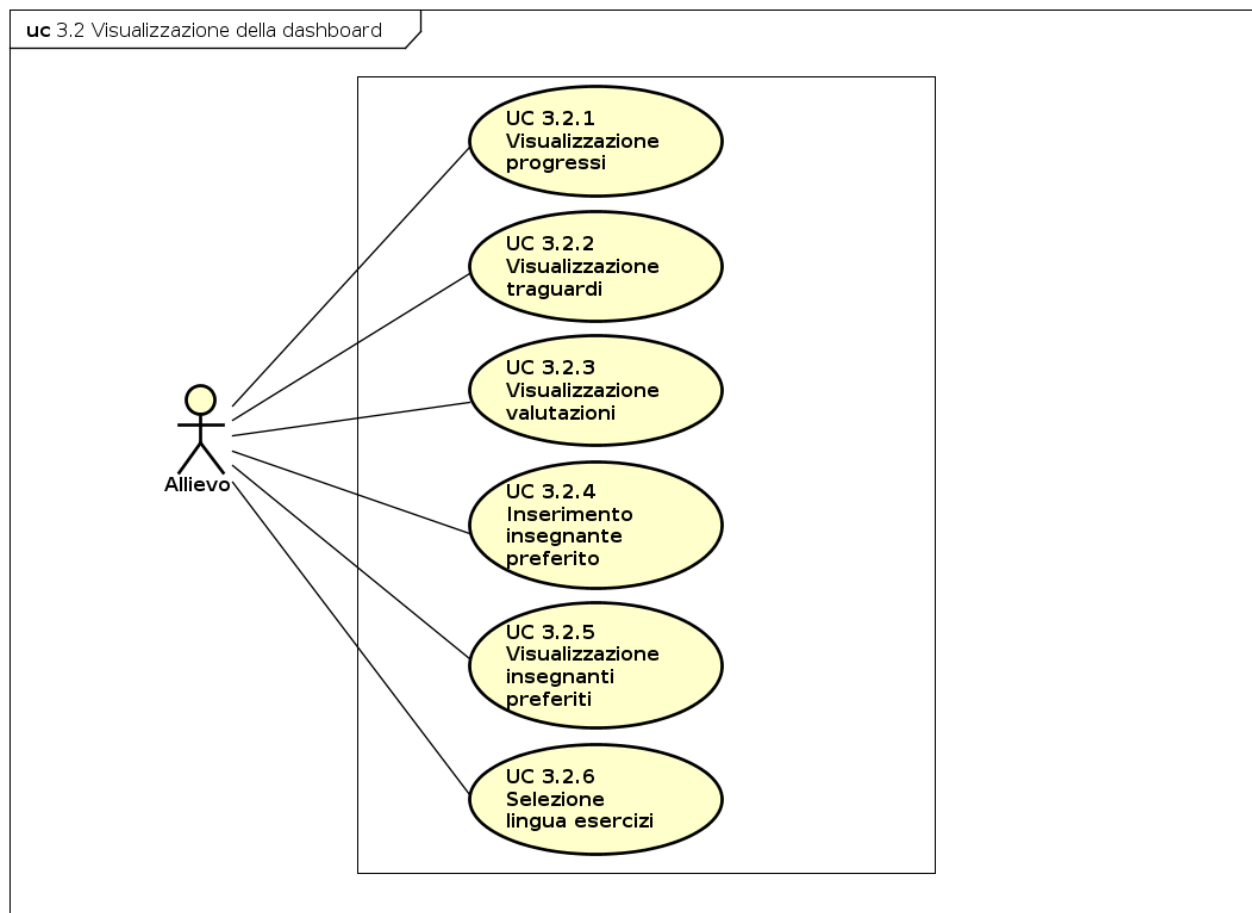 uc 3.2 Visualizzazione della dashboard
UC 3.2.1
Visualizzazione
progressi
UC 3.2.2
Visualizzazione
traguardi
UC 3.2.3
Visualizzazione
valutazioni
Allievo
UC 3.2.4
Inserimento
insegnante
preferito
UC 3.2.5
Visualizzazione
insegnanti
preferiti
UC 3.2.6
Selezione
lingua esercizi